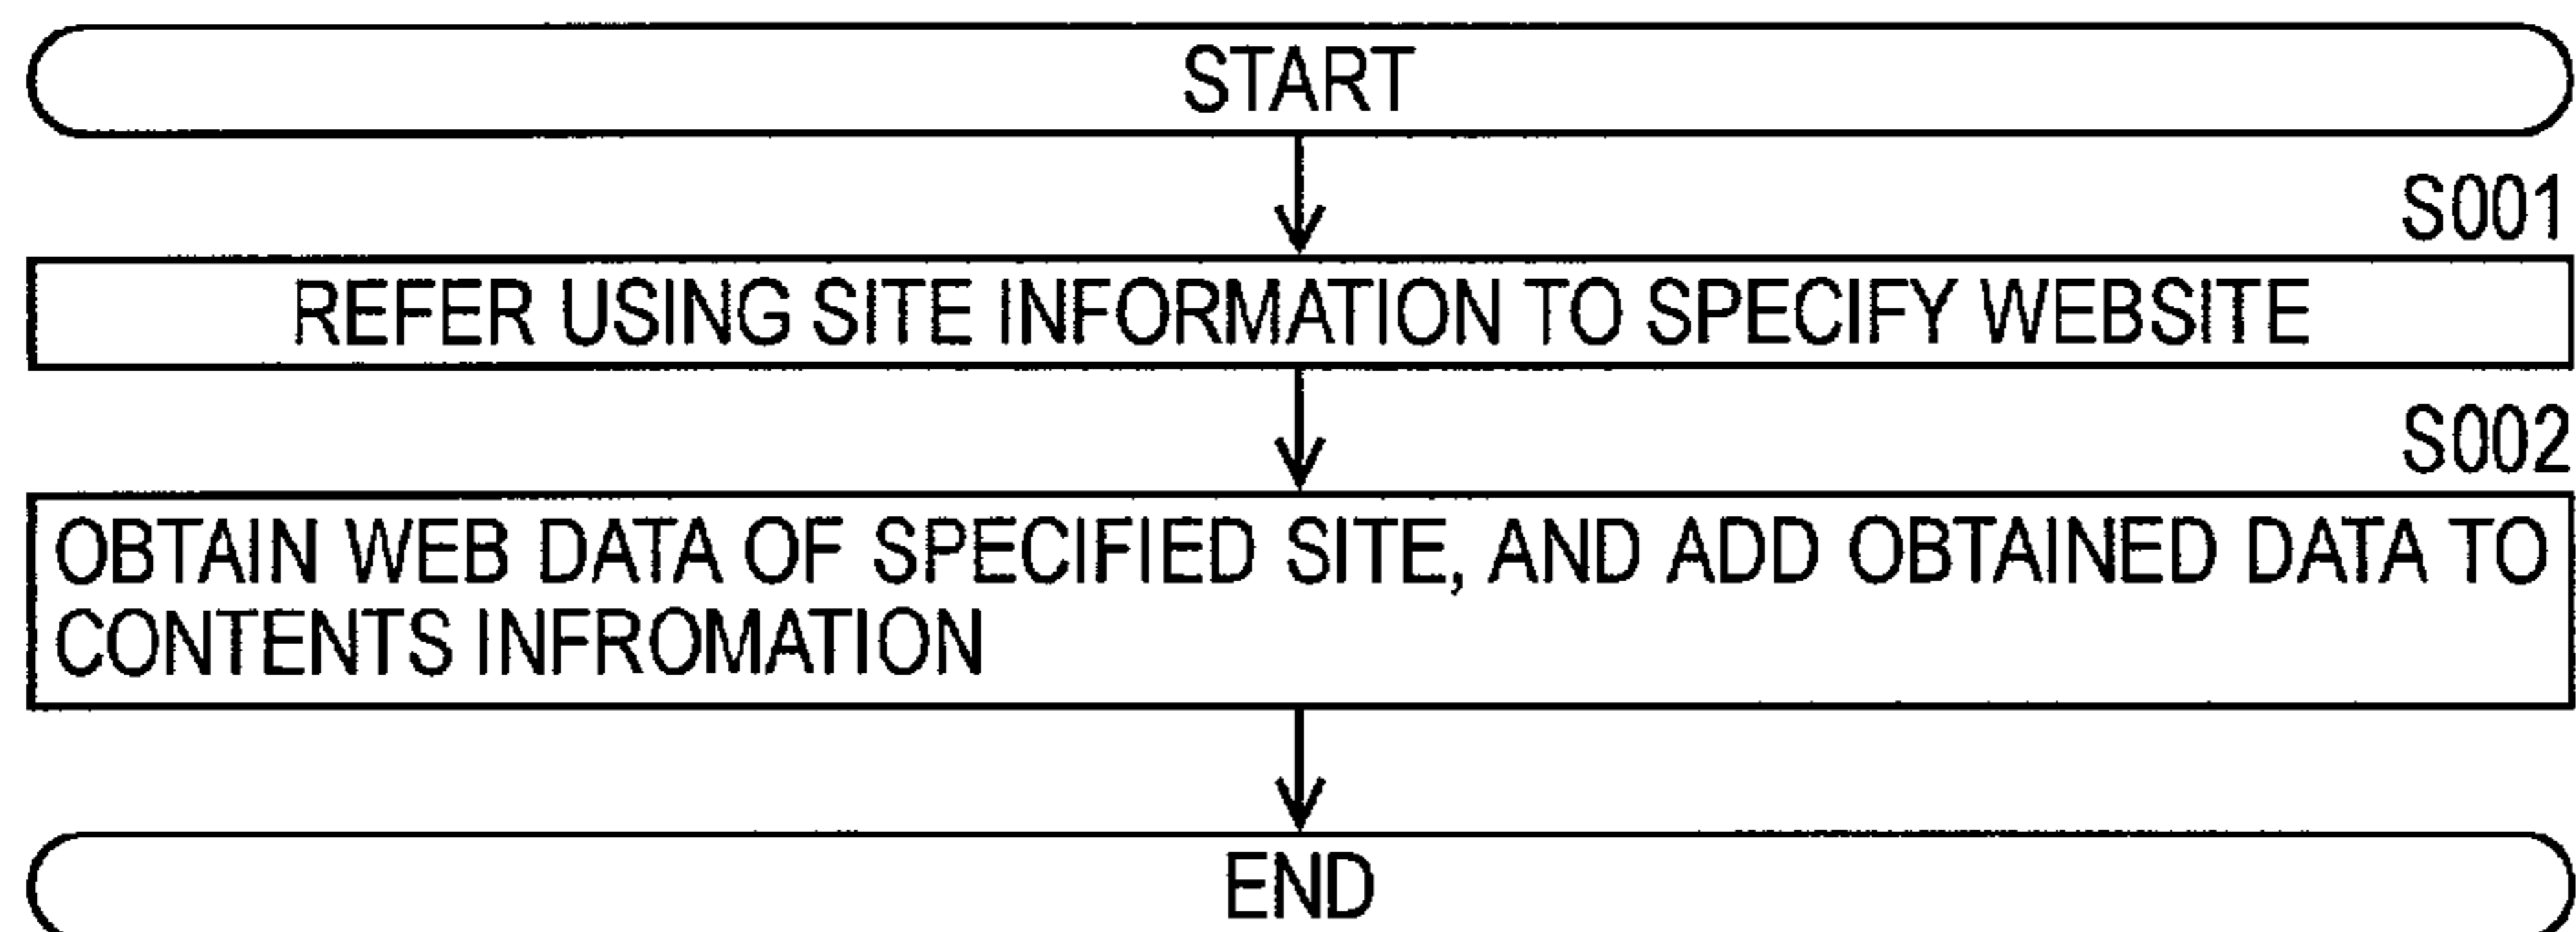 START
S001
REFER USING SITE INFORMATION TO SPECIFY WEBSITE
S002
OBTAIN WEB DATA OF SPECIFIED SITE, AND ADD OBTAINED DATA TO
CONTENTS INFROMATION
END